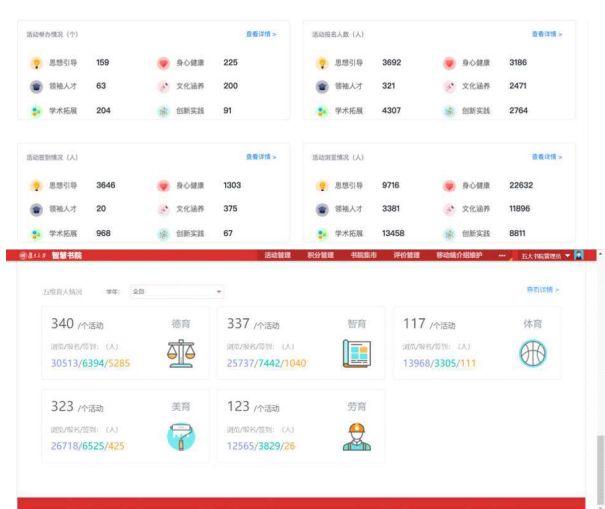 活动举办情况（个） 查看详情 >
思想引导 159 身心健康 225
领袖人才 63 文化涵养 200
学术拓展 204 创新实践 91
活动报名人数（人） 查看详情 >
思想引导 3692 身心健康 3186
领袖人才 321 文化涵养 2471
学术拓展 4307 创新实践 2764
活动签到情况（人） 查看详情 >
思想引导 3646 身心健康 1303
领袖人才 20 文化涵养 375
学术拓展 968 创新实践 67
活动浏览情况（人） 查看详情 >
思想引导 9716 身心健康 22632
领袖人才 3381 文化涵养 11896
学术拓展 13458 创新实践 8811
智慧书院 活动管理 积分管理 书院集市 评价管理 移动端介绍维护 ••• 五大书院管理员
五班育人情况 学年： 全部 查看详情 >
340 /个活动 德育
浏览/报名/签到：（人）
30513/6394/5285
337 /个活动 智育
浏览/报名/签到：（人）
25737/7442/1040
117 /个活动 体育
浏览/报名/签到：（人）
13968/3305/111
323 /个活动 美育
浏览/报名/签到：（人）
26718/6525/425
123 /个活动 劳育
浏览/报名/签到：（人）
12565/3829/26